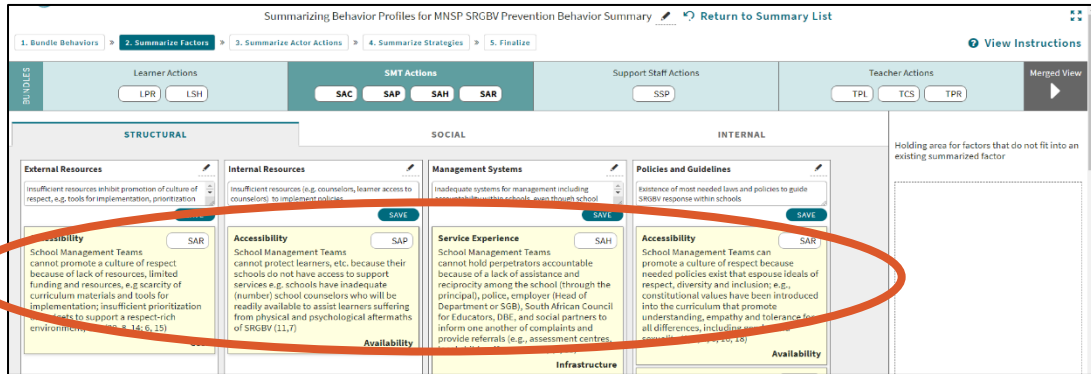 Summarizing Behavior Profiles for MNSP SRGBV Prevention Behavior Summary Return to Summary List
1. Bundle Behaviors » 2. Summarize Factors » 3. Summarize Actor Actions » 4. Summarize Strategies » 5. Finalize
View Instructions
BUNDLES
Learner Actions
LPR LSH
SMT Actions
SAC SAP SAH SAR
Support Staff Actions
SSP
Teacher Actions
TPL TCS TPR
Merged View
STRUCTURAL SOCIAL INTERNAL
Holding area for factors that do not fit into an
existing summarized factor
External Resources
Insufficient resources inhibit promotion of culture of
respect, e.g. tools for implementation, prioritization
SAR
School Management Teams
cannot promote a culture of respect
because of lack of resources, limited
funding and resources, e.g scarcity of
curriculum materials and tools for
implementation; insufficient prioritization
to support a respect-rich
Internal Resources
Insufficient resources (e.g. counselors, learner access to
counselors) to implement policies
SAVE
Accessibility SAP
School Management Teams
cannot protect learners, etc. because their
schools do not have access to support
services e.g. schools have inadequate
(number) school counselors who will be
readily available to assist learners suffering
from physical and psychological aftermaths
of SRGBV (11,7)
Availability
Management Systems
Inadequate systems for management including
accountability within schools, even though school
SAVE
Service Experience SAH
School Management Teams
cannot hold perpetrators accountable
because of a lack of assistance and
reciprocity among the school (through the
principal), police, employer (Head of
Department or SGB), South African Council
for Educators, DBE, and social partners to
inform one another of complaints and
provide referrals (e.g., assessment centres,
Infrastructure
Policies and Guidelines
Existence of most needed laws and policies to guide
SRGBV response within schools
SAVE
Accessibility SAR
School Management Teams can
promote a culture of respect because
needed policies exist that espouse ideals of
respect, diversity and inclusion; e.g.,
constitutional values have been introduced
into the curriculum that promote
understanding, empathy and tolerance for
all differences, including
Availability